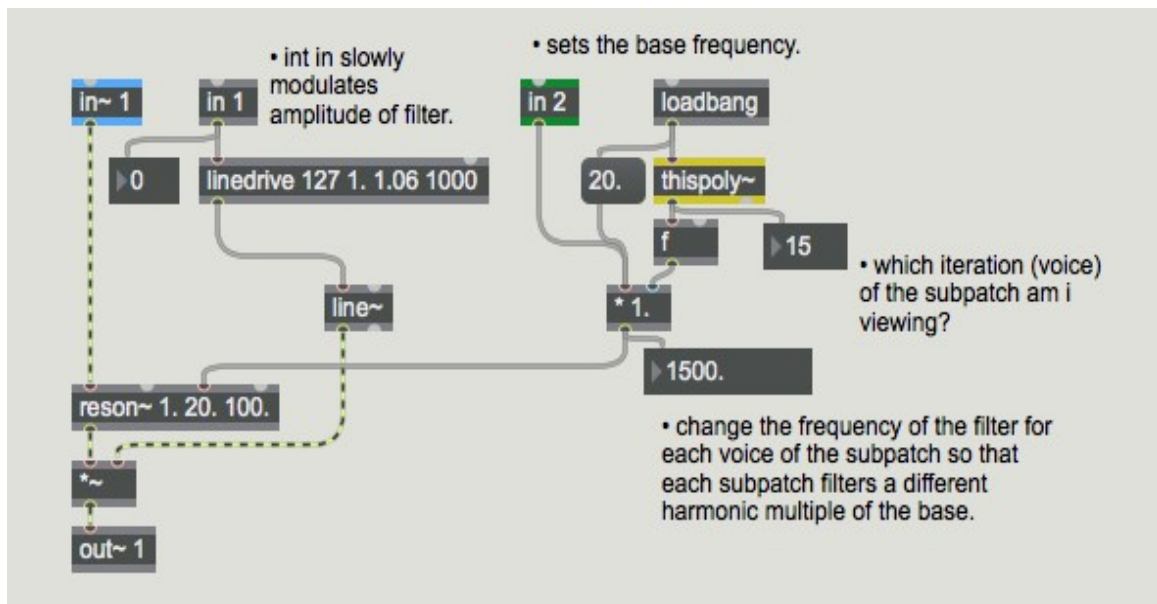 • sets the base frequency.
• int in slowly
modulates
amplitude of filter.
in~ 1
in 1
in 2
loadbang
0
linedrive 127 1. 1.06 1000
20.
thispoly~
f
15
• which iteration (voice)
of the subpatch am i
viewing?
line~
* 1.
1500.
reson~ 1. 20. 100.
• change the frequency of the filter for
each voice of the subpatch so that
each subpatch filters a different
harmonic multiple of the base.
*~
out~ 1